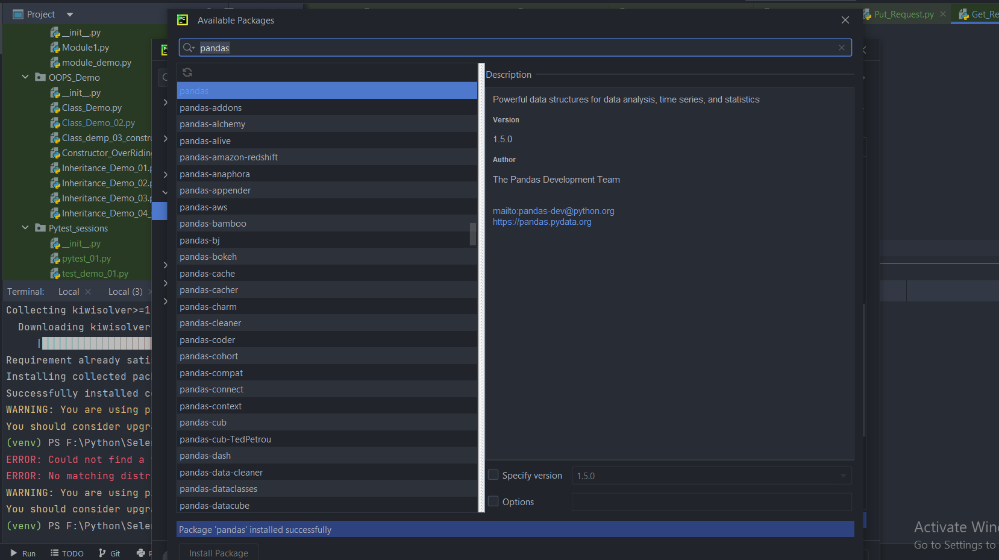 Project
__init__.py
Module1.py
module_demo.py
OOPS_Demo
__init__.py
Class_Demo.py
Class_Demo_02.py
Class_demp_03_constru
Constructor_OverRidin
Inheritance_Demo_01.p
Inheritance_Demo_02.p
Inheritance_Demo_03.p
Inheritance_Demo_04_
Pytest_sessions
__init__.py
pytest_01.py
test_demo_01.py
Terminal: Local Local (3)
Collecting kiwisolver>=1
Downloading kiwisolver
Requirement already sati
Installing collected pac
Successfully installed c
WARNING: You are using p
You should consider upgr
(venv) PS F:\Python\Sele
ERROR: Could not find a
ERROR: No matching distr
WARNING: You are using p
You should consider upgr
(venv) PS F:\Python\Sele
Run TODO Git
PC Available Packages
pandas
pandas
pandas-addons
pandas-alchemy
pandas-alive
pandas-amazon-redshift
pandas-anaphora
pandas-appender
pandas-aws
pandas-bamboo
pandas-bj
pandas-bokeh
pandas-cache
pandas-cacher
pandas-charm
pandas-cleaner
pandas-coder
pandas-cohort
pandas-compat
pandas-connect
pandas-context
pandas-cub
pandas-cub-TedPetrou
pandas-dash
pandas-data-cleaner
pandas-dataclasses
pandas-datacube
Description
Powerful data structures for data analysis, time series, and statistics
Version
1.5.0
Author
The Pandas Development Team
mailto:pandas-dev@python.org
https://pandas.pydata.org
Specify version 1.5.0
Options
Package 'pandas' installed successfully
Install Package
Put_Request.py Get_Re
Activate Win
Go to Settings to